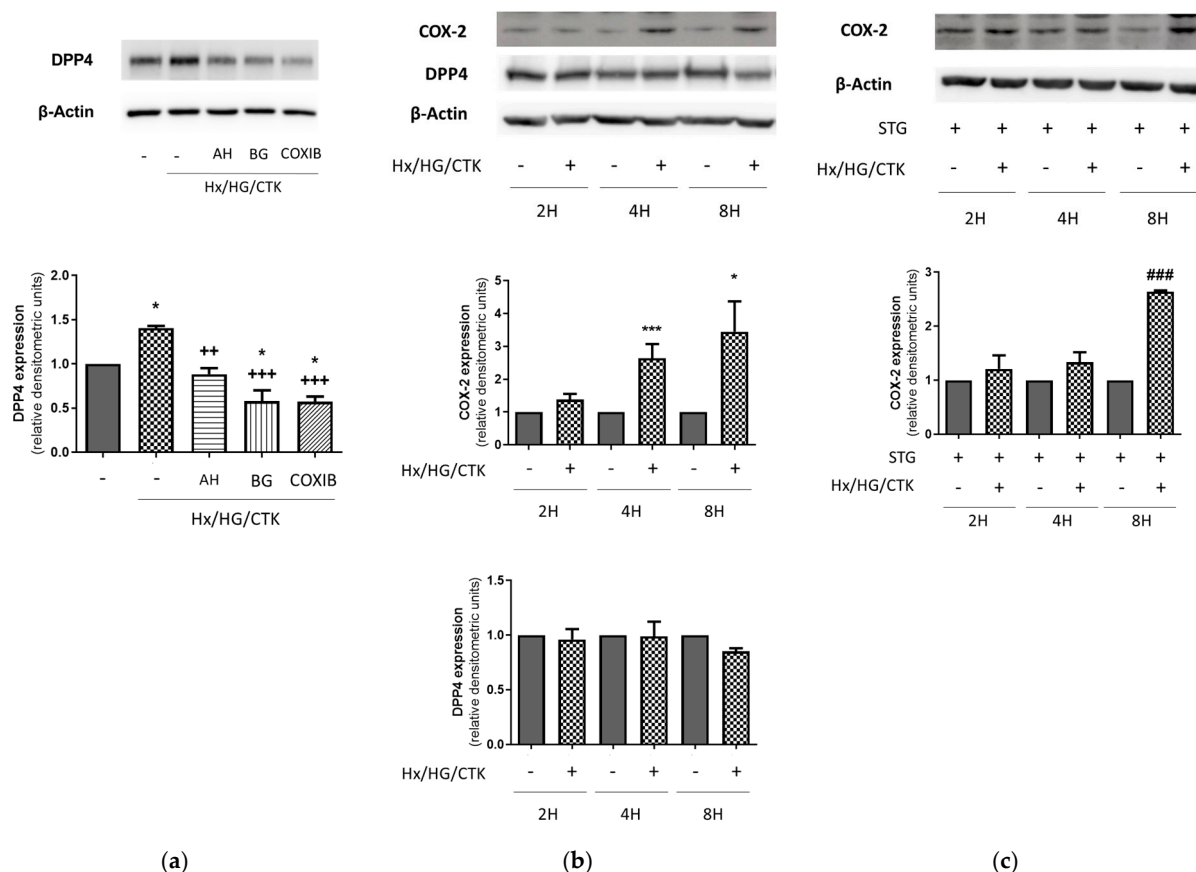 DPP4
β-Actin
- - AH BG COXIB
Hx/HG/CTK
DPP4 expression
(relative densitometric units)
2.0
1.5
1.0
0.5
0.0
*
++
*
+++
*
+++
- - AH BG COXIB
Hx/HG/CTK
(a)
COX-2
DPP4
β-Actin
Hx/HG/CTK - + - + - +
2H 4H 8H
COX-2 expression
(relative densitometric units)
5
4
3
2
1
0
***
*
Hx/HG/CTK - + - + - +
2H 4H 8H
DPP4 expression
(relative densitometric units)
1.5
1.0
0.5
0.0
Hx/HG/CTK - + - + - +
2H 4H 8H
(b)
COX-2
β-Actin
STG + + + + + +
Hx/HG/CTK - + - + - +
2H 4H 8H
COX-2 expression
(relative densitometric units)
3
2
1
0
###
STG + + + + + +
Hx/HG/CTK - + - + - +
2H 4H 8H
(c)